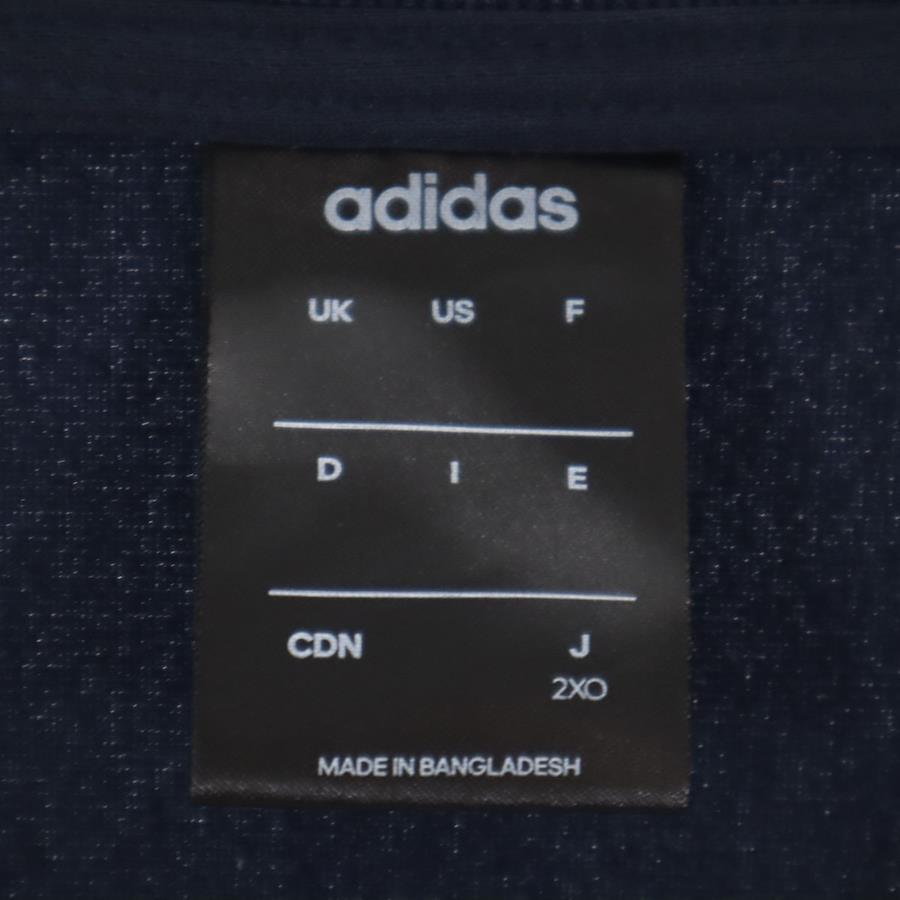 adidas
UK US F
D I E
CDN J
2XO
MADE IN BANGLADESH